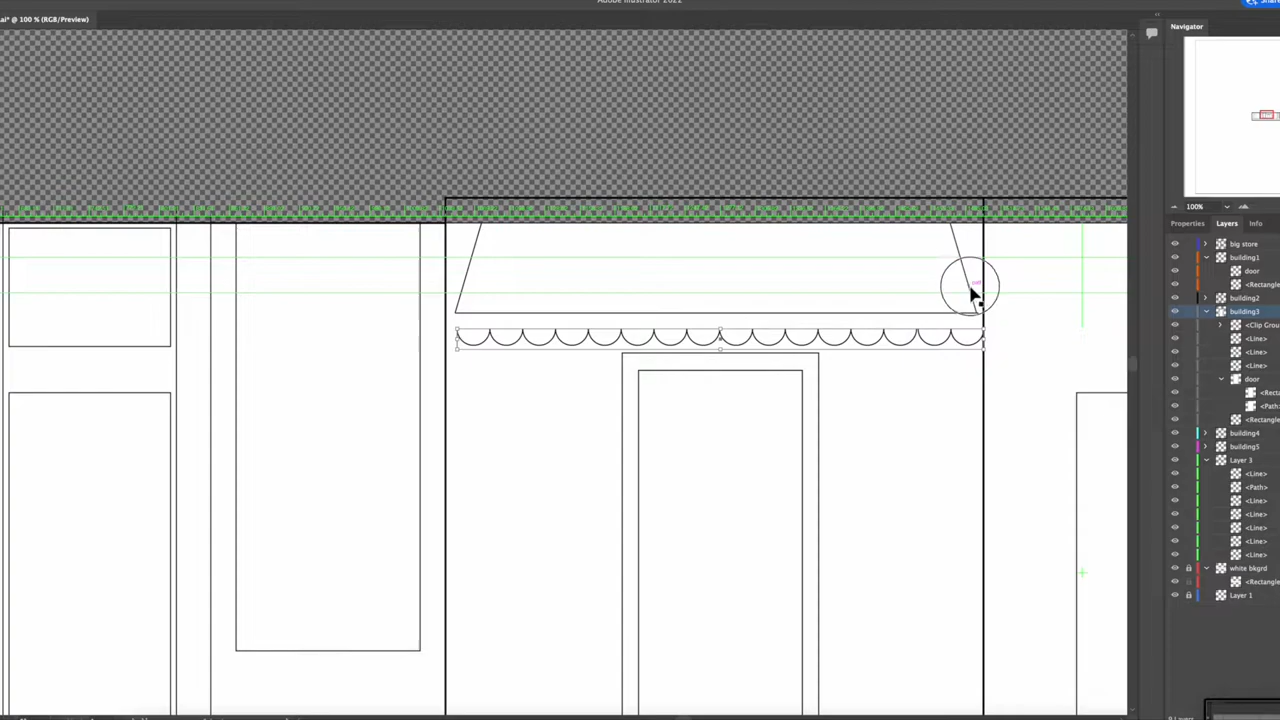 Adobe Illustrator 2022
Share
.ai* @ 100 % (RGB/Preview)
Navigator
100%
Properties
Layers
Info
big store
building1
door
<Rectangle
building2
building3
<Clip Grou
<Line>
<Line>
<Line>
door
<Recta
<Path>
<Rectangle
building4
building5
Layer 3
<Line>
<Path>
<Line>
<Line>
<Line>
<Line>
<Line>
white bkgrd
<Rectangle
Layer 1